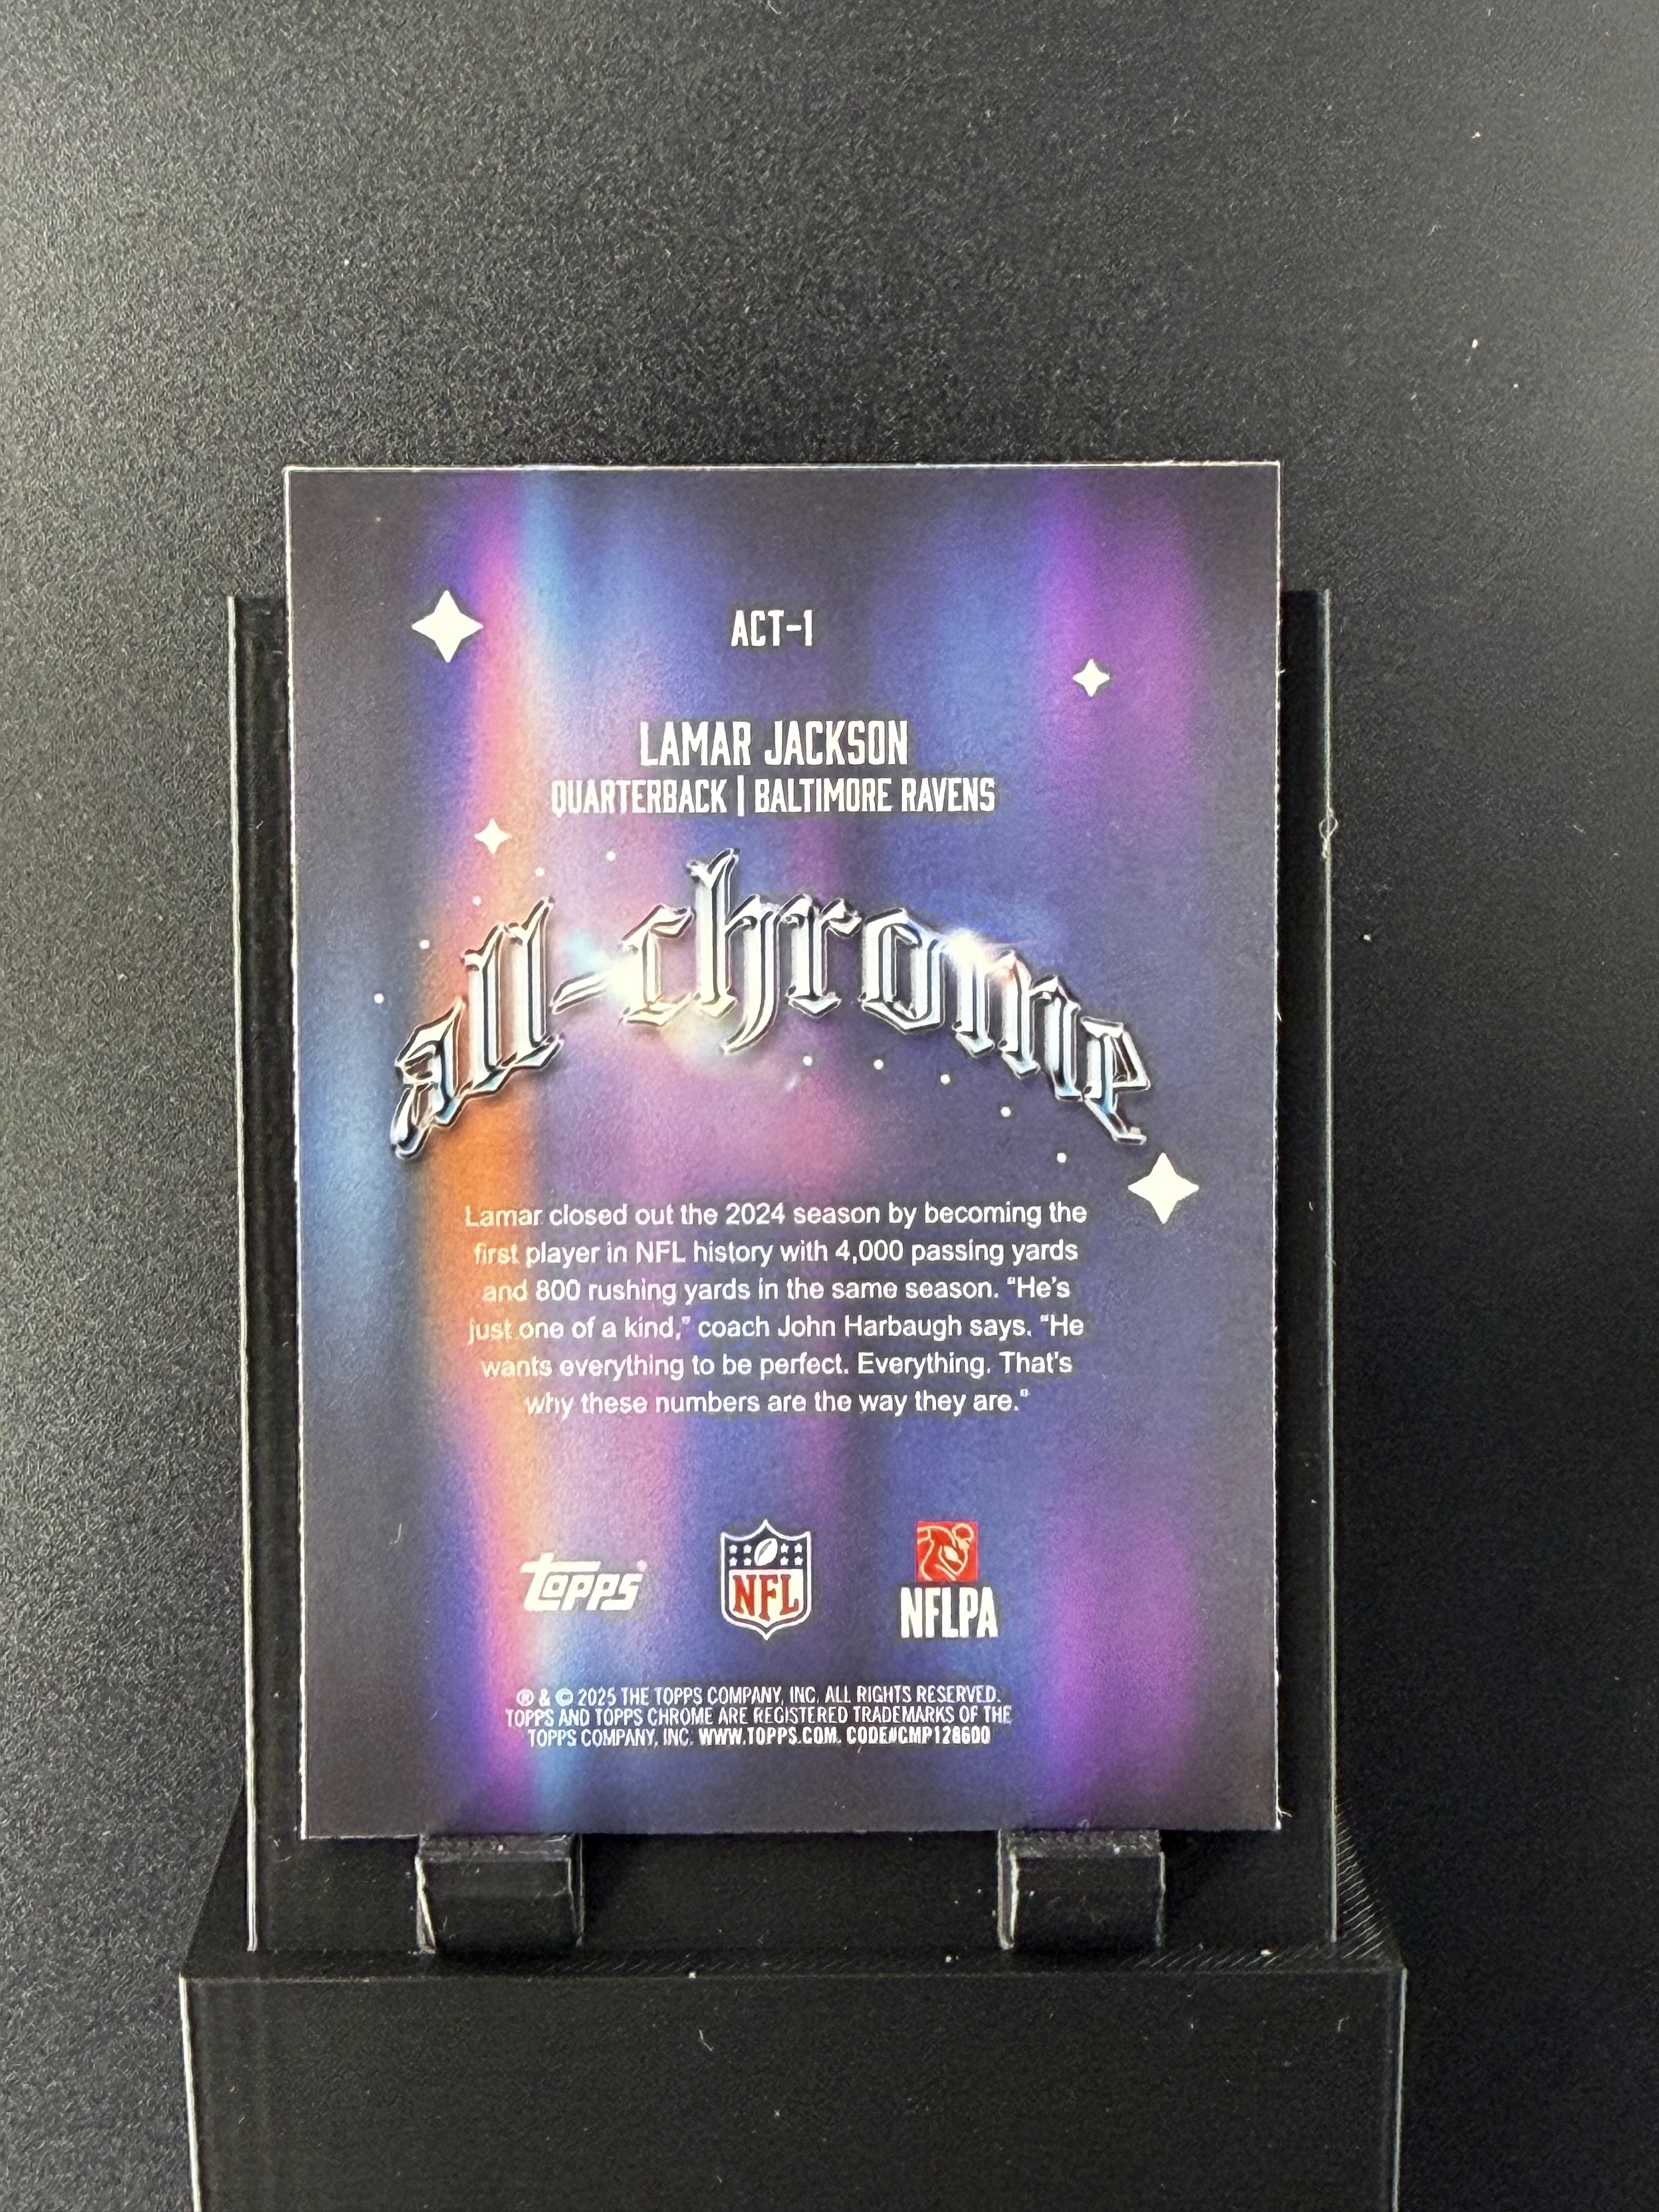 ACT-1
LAMAR JACKSON
QUARTERBACK | BALTIMORE RAVENS
all-chrome
Lamar closed out the 2024 season by becoming the
first player in NFL history with 4,000 passing yards
and 800 rushing yards in the same season. “He’s
just one of a kind,” coach John Harbaugh says. “He
wants everything to be perfect. Everything. That’s
why these numbers are the way they are.”
Topps®
NFL
NFLPA
® & © 2025 THE TOPPS COMPANY, INC. ALL RIGHTS RESERVED.
TOPPS AND TOPPS CHROME ARE REGISTERED TRADEMARKS OF THE
TOPPS COMPANY, INC. WWW.TOPPS.COM. CODE#CMP128600